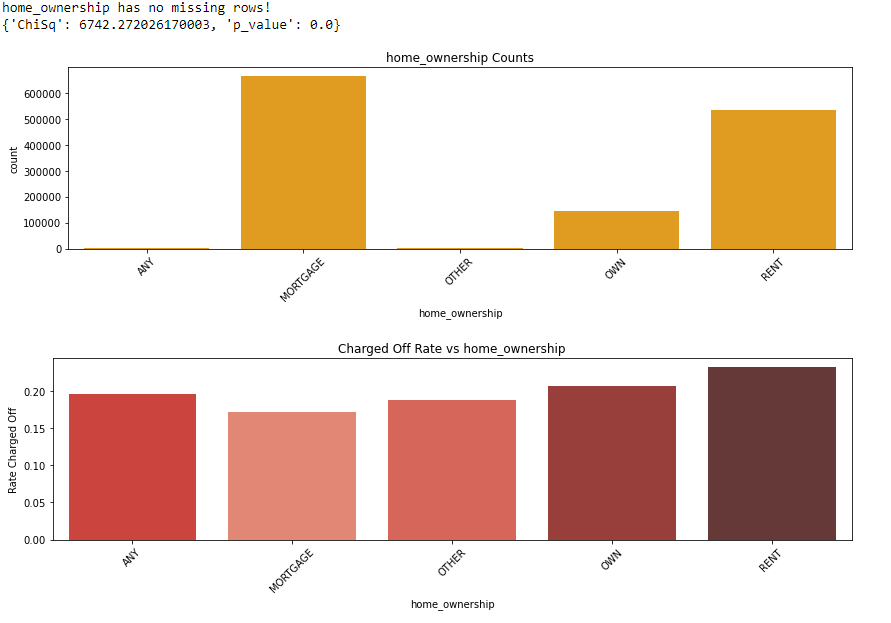 home_ownership has no missing rows!
{'ChiSq': 6742.272026170003, 'p_value': 0.0}
home_ownership Counts
600000
500000
400000
300000
200000
100000
0
count
ANY
MORTGAGE
OTHER
OWN
RENT
home_ownership
Charged Off Rate vs home_ownership
0.20
0.15
0.10
0.05
0.00
Rate Charged Off
ANY
MORTGAGE
OTHER
OWN
RENT
home_ownership